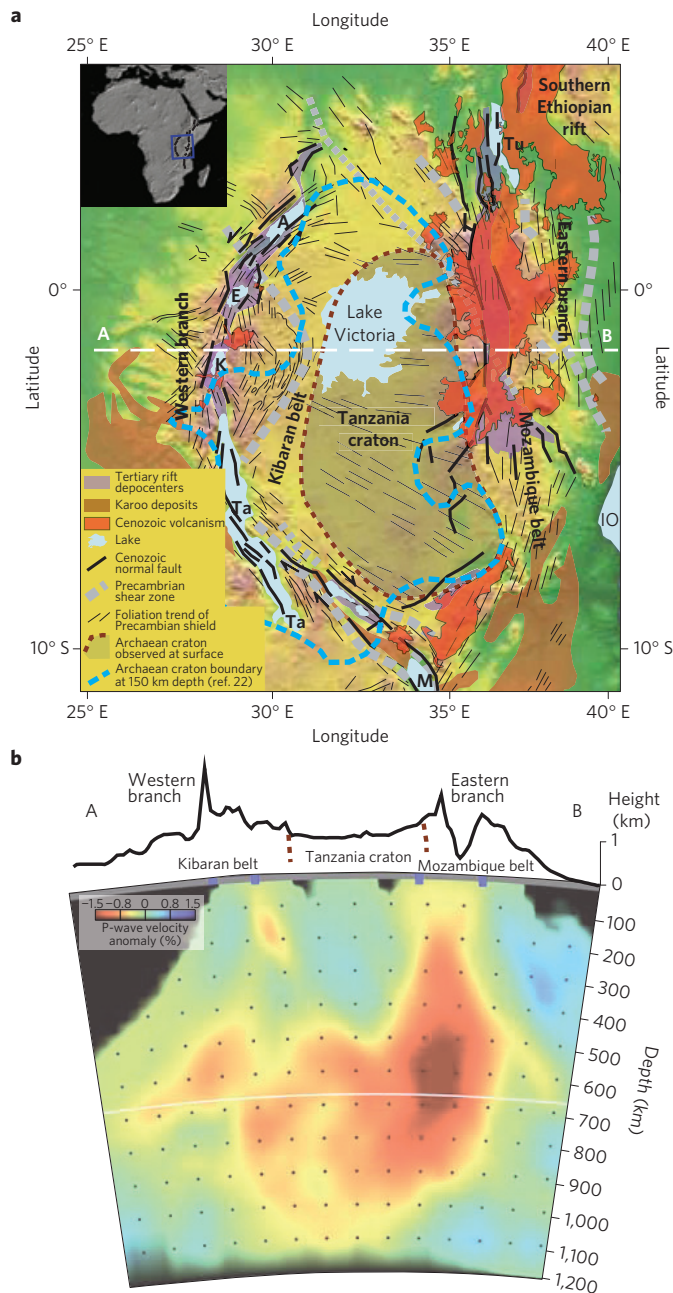 a
Longitude
25° E
30° E
35° E
40° E
Southern
Ethiopian
rift
Tu
A
Eastern branch
0°
0°
E
Lake
Victoria
A
B
Western branch
K
Latitude
Latitude
Kibaran belt
Tanzania
craton
Mozambique belt
Tertiary rift
depocenters
Karoo deposits
Cenozoic volcanism
Lake
Cenozoic
normal fault
Precambrian
shear zone
Foliation trend of
Precambian shield
Archaean craton
observed at surface
Archaean craton boundary
at 150 km depth (ref. 22)
Ta
IO
Ta
10° S
10° S
M
25° E
30° E
35° E
40° E
Longitude
b
Western
branch
Eastern
branch
A
B
Height
(km)
1
0
Kibaran belt
Tanzania craton
Mozambique belt
−1.5
−0.8
0
0.8
1.5
P-wave velocity
anomaly (%)
0
100
200
300
400
500
600
700
800
900
1,000
1,100
1,200
Depth (km)